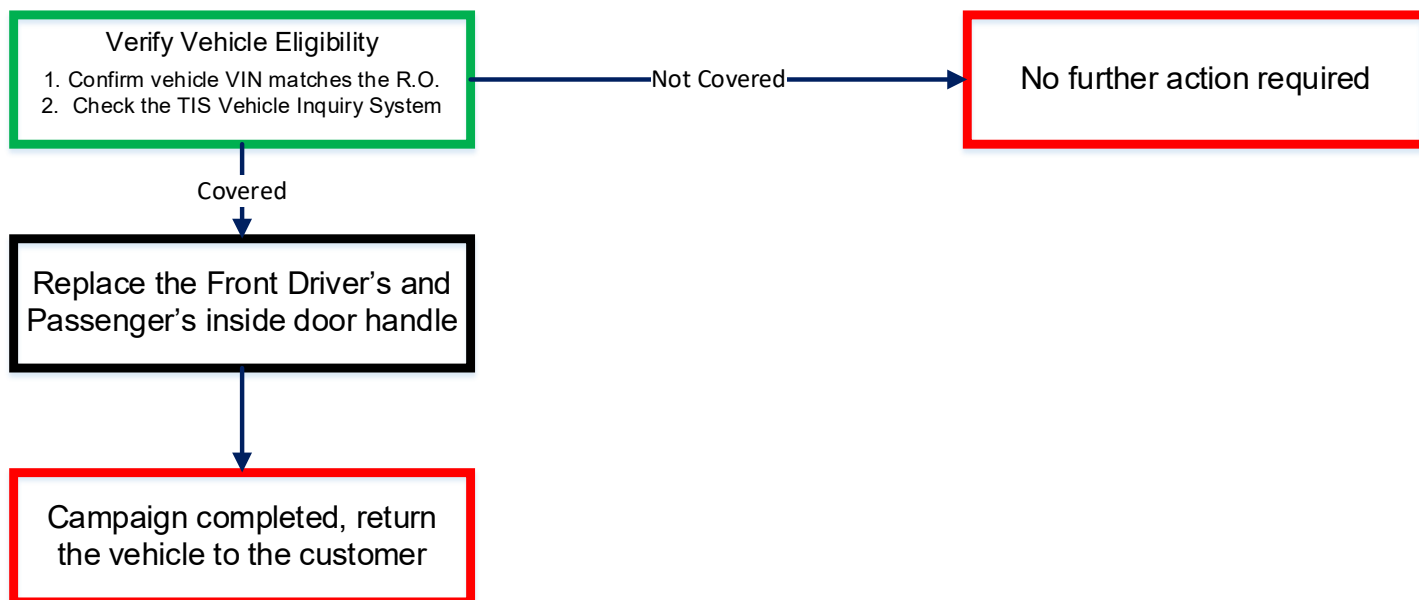 Verify Vehicle Eligibility
1. Confirm vehicle VIN matches the R.O.
2. Check the TIS Vehicle Inquiry System
Not Covered
No further action required
Covered
Replace the Front Driver’s and
Passenger’s inside door handle
Campaign completed, return
the vehicle to the customer